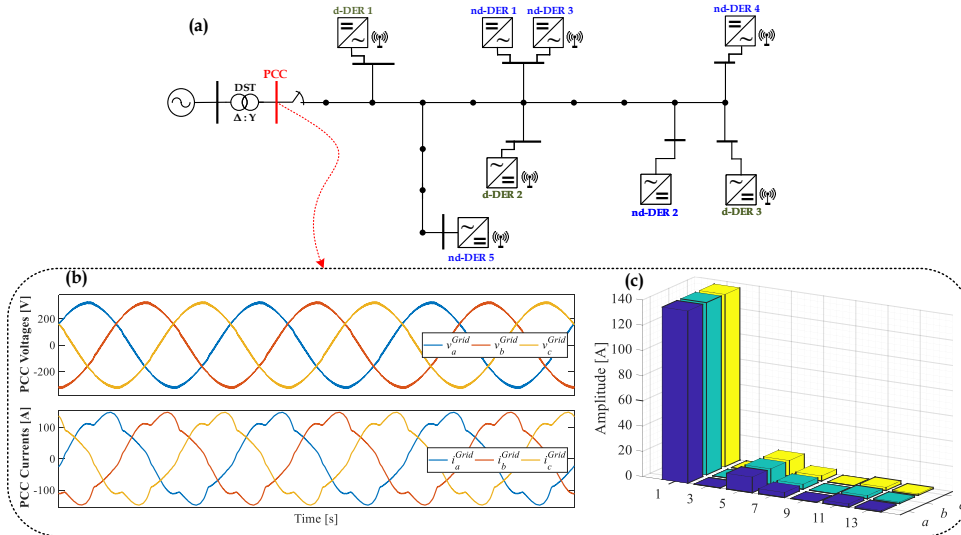 (a)
d-DER 1
nd-DER 1 nd-DER 3
nd-DER 4
PCC
DST
Δ : Y
d-DER 2
nd-DER 2
d-DER 3
nd-DER 5
(b)
PCC Voltages [V]
200
0
-200
v_a^Grid v_b^Grid v_c^Grid
PCC Currents [A]
100
0
-100
i_a^Grid i_b^Grid i_c^Grid
Time [s]
(c)
Amplitude [A]
140
120
100
80
60
40
20
0
1 3 5 7 9 11 13
a b